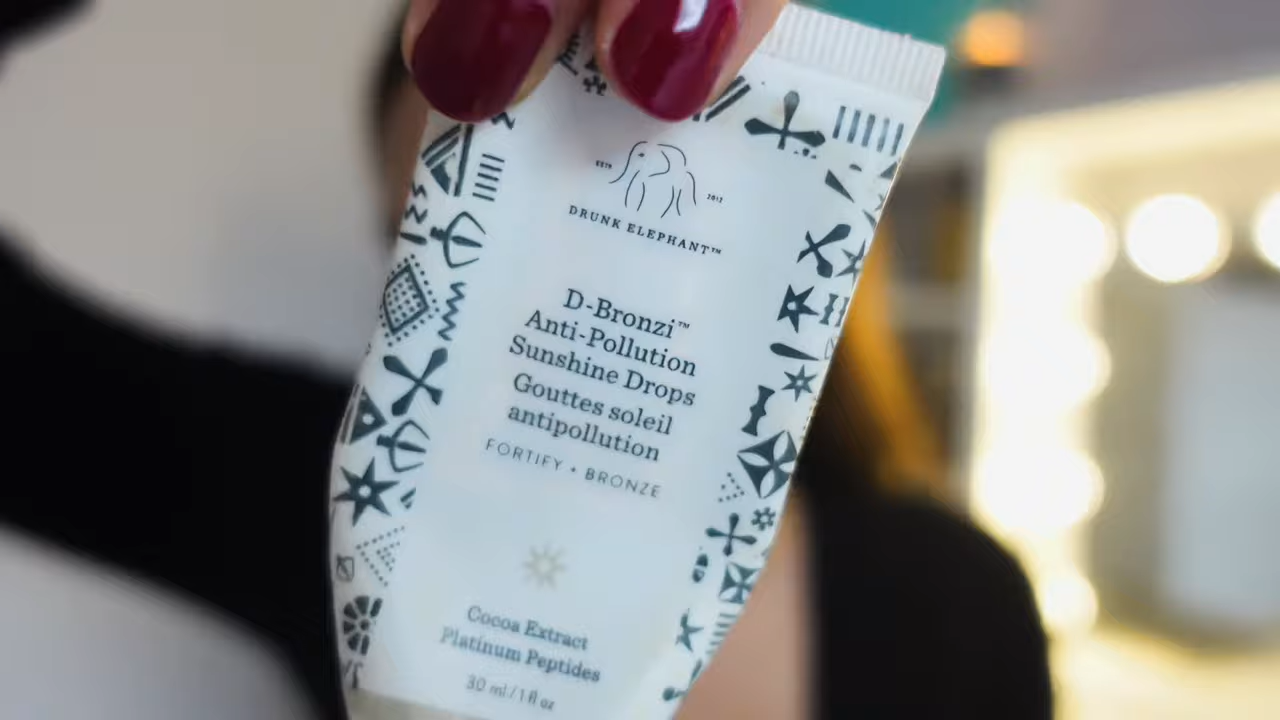 ESTD 2012
DRUNK ELEPHANT™
D-Bronzi™
Anti-Pollution
Sunshine Drops
Gouttes soleil
antipollution
FORTIFY • BRONZE
Cocoa Extract
Platinum Peptides
30 ml / 1 fl oz